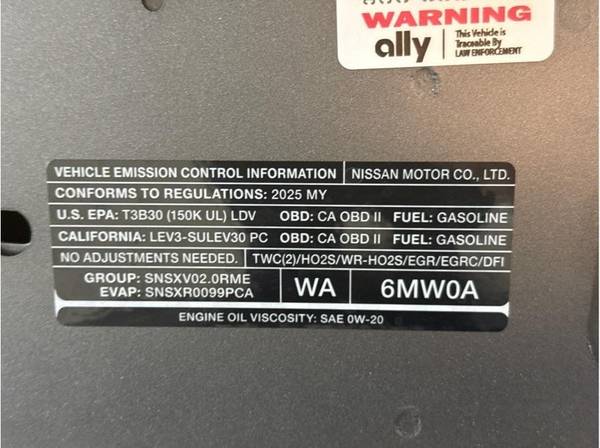 WARNING
ally This Vehicle is
Traceable By
LAW ENFORCEMENT
VEHICLE EMISSION CONTROL INFORMATION NISSAN MOTOR CO., LTD.
CONFORMS TO REGULATIONS: 2025 MY
U.S. EPA: T3B30 (150K UL) LDV OBD: CA OBD II FUEL: GASOLINE
CALIFORNIA: LEV3-SULEV30 PC OBD: CA OBD II FUEL: GASOLINE
NO ADJUSTMENTS NEEDED. TWC(2)/HO2S/WR-HO2S/EGR/EGRC/DFI
GROUP: SNSXV02.0RME
EVAP: SNSXR0099PCA
WA 6MW0A
ENGINE OIL VISCOSITY: SAE 0W-20